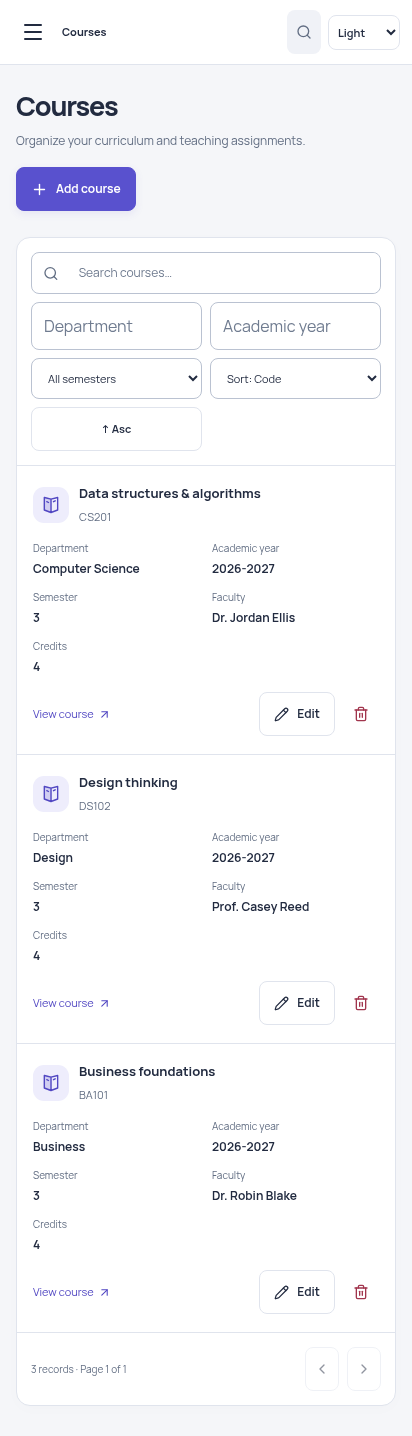 Courses
Light
Courses
Organize your curriculum and teaching assignments.
Add course
Search courses...
Department
Academic year
All semesters
Sort: Code
↑ Asc
Data structures & algorithms
CS201
Department
Academic year
Computer Science
2026-2027
Semester
Faculty
3
Dr. Jordan Ellis
Credits
4
View course
Edit
Design thinking
DS102
Department
Academic year
Design
2026-2027
Semester
Faculty
3
Prof. Casey Reed
Credits
4
View course
Edit
Business foundations
BA101
Department
Academic year
Business
2026-2027
Semester
Faculty
3
Dr. Robin Blake
Credits
4
View course
Edit
3 records · Page 1 of 1